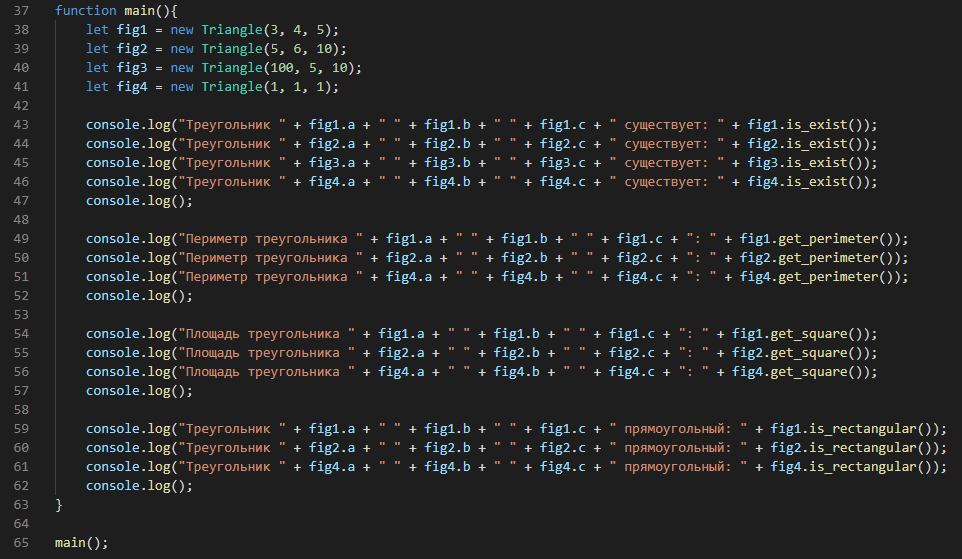 37 function main(){
38     let fig1 = new Triangle(3, 4, 5);
39     let fig2 = new Triangle(5, 6, 10);
40     let fig3 = new Triangle(100, 5, 10);
41     let fig4 = new Triangle(1, 1, 1);
42
43     console.log("Треугольник " + fig1.a + " " + fig1.b + " " + fig1.c + " существует: " + fig1.is_exist());
44     console.log("Треугольник " + fig2.a + " " + fig2.b + " " + fig2.c + " существует: " + fig2.is_exist());
45     console.log("Треугольник " + fig3.a + " " + fig3.b + " " + fig3.c + " существует: " + fig3.is_exist());
46     console.log("Треугольник " + fig4.a + " " + fig4.b + " " + fig4.c + " существует: " + fig4.is_exist());
47     console.log();
48
49     console.log("Периметр треугольника " + fig1.a + " " + fig1.b + " " + fig1.c + ": " + fig1.get_perimeter());
50     console.log("Периметр треугольника " + fig2.a + " " + fig2.b + " " + fig2.c + ": " + fig2.get_perimeter());
51     console.log("Периметр треугольника " + fig4.a + " " + fig4.b + " " + fig4.c + ": " + fig4.get_perimeter());
52     console.log();
53
54     console.log("Площадь треугольника " + fig1.a + " " + fig1.b + " " + fig1.c + ": " + fig1.get_square());
55     console.log("Площадь треугольника " + fig2.a + " " + fig2.b + " " + fig2.c + ": " + fig2.get_square());
56     console.log("Площадь треугольника " + fig4.a + " " + fig4.b + " " + fig4.c + ": " + fig4.get_square());
57     console.log();
58
59     console.log("Треугольник " + fig1.a + " " + fig1.b + " " + fig1.c + " прямоугольный: " + fig1.is_rectangular());
60     console.log("Треугольник " + fig2.a + " " + fig2.b + " " + fig2.c + " прямоугольный: " + fig2.is_rectangular());
61     console.log("Треугольник " + fig4.a + " " + fig4.b + " " + fig4.c + " прямоугольный: " + fig4.is_rectangular());
62     console.log();
63 }
64
65 main();